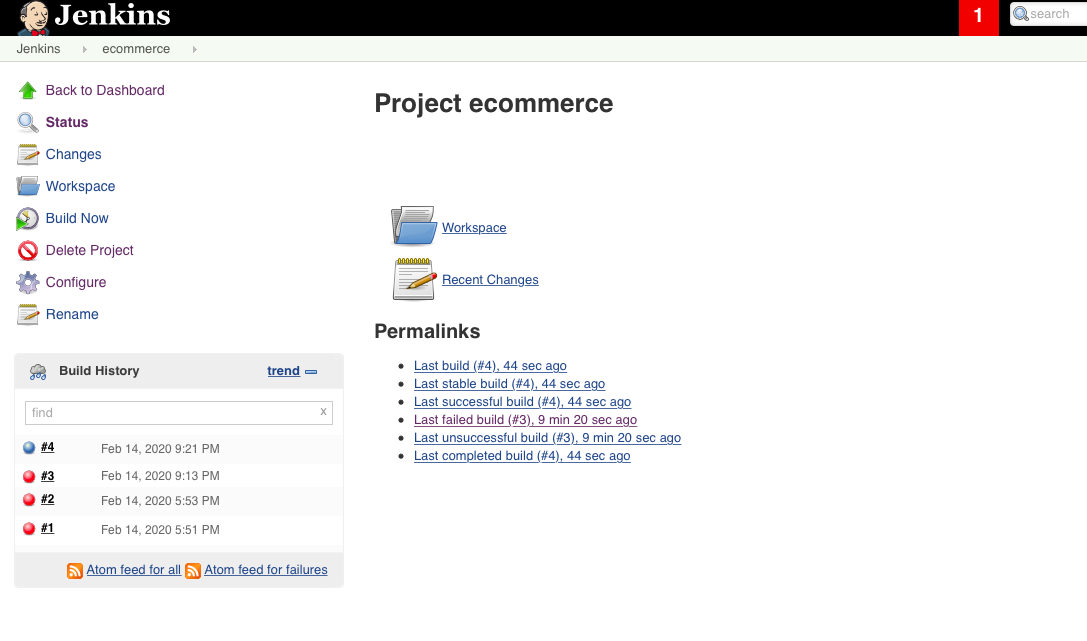 Jenkins
1
search
Jenkins
ecommerce
Back to Dashboard
Status
Changes
Workspace
Build Now
Delete Project
Configure
Rename
Build History
trend
find
x
#4 Feb 14, 2020 9:21 PM
#3 Feb 14, 2020 9:13 PM
#2 Feb 14, 2020 5:53 PM
#1 Feb 14, 2020 5:51 PM
Atom feed for all Atom feed for failures
Project ecommerce
Workspace
Recent Changes
Permalinks
Last build (#4), 44 sec ago
Last stable build (#4), 44 sec ago
Last successful build (#4), 44 sec ago
Last failed build (#3), 9 min 20 sec ago
Last unsuccessful build (#3), 9 min 20 sec ago
Last completed build (#4), 44 sec ago